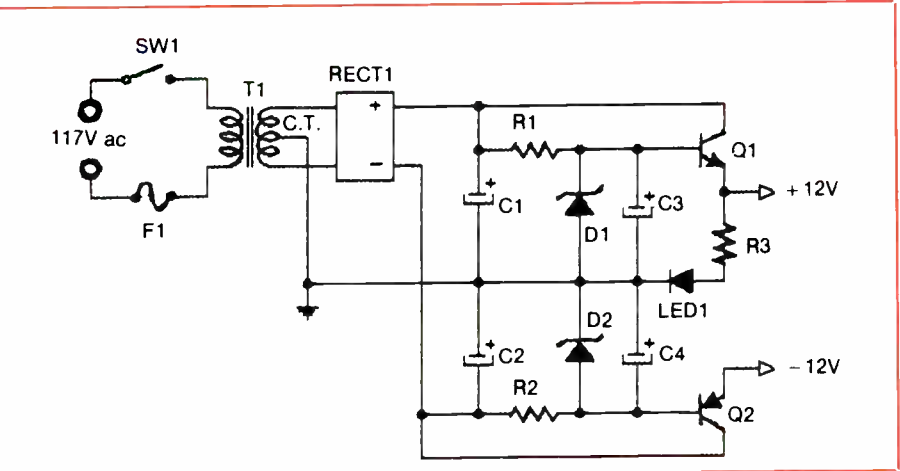 SW1
T1
RECT1
C.T.
117V ac
F1
+
−
R1
Q1
+
C1
D1
+
C3
+ 12V
R3
LED1
D2
+
C2
+
C4
R2
− 12V
Q2